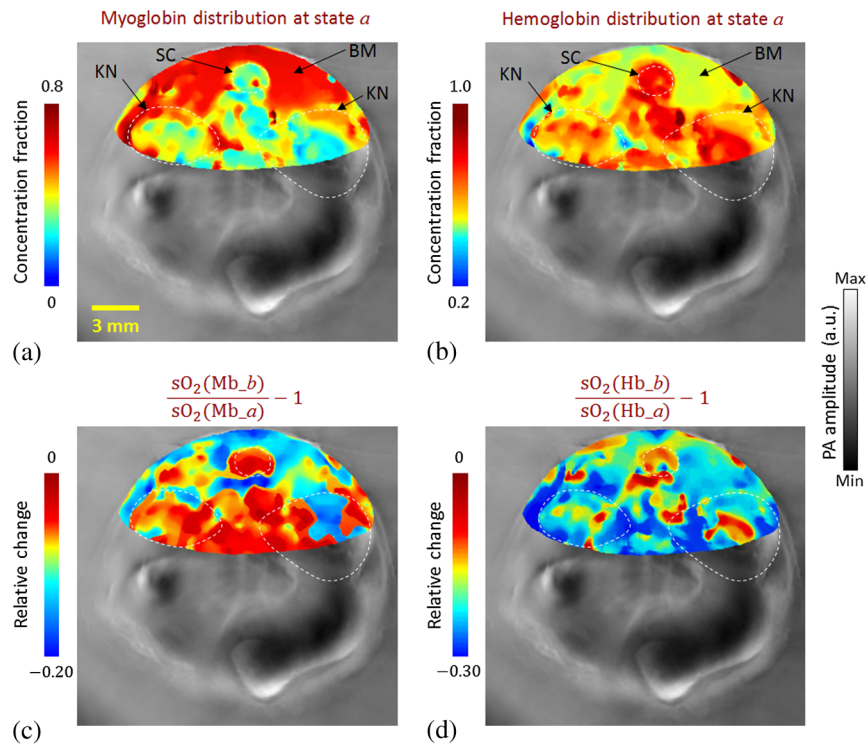 Myoglobin distribution at state a
Hemoglobin distribution at state a
SC
BM
KN
KN
0.8
Concentration fraction
0
3 mm
(a)
SC
BM
KN
KN
1.0
Concentration fraction
0.2
(b)
Max
PA amplitude (a.u.)
Min
sO₂(Mb_b)
sO₂(Mb_a)
− 1
0
Relative change
−0.20
(c)
sO₂(Hb_b)
sO₂(Hb_a)
− 1
0
Relative change
−0.30
(d)